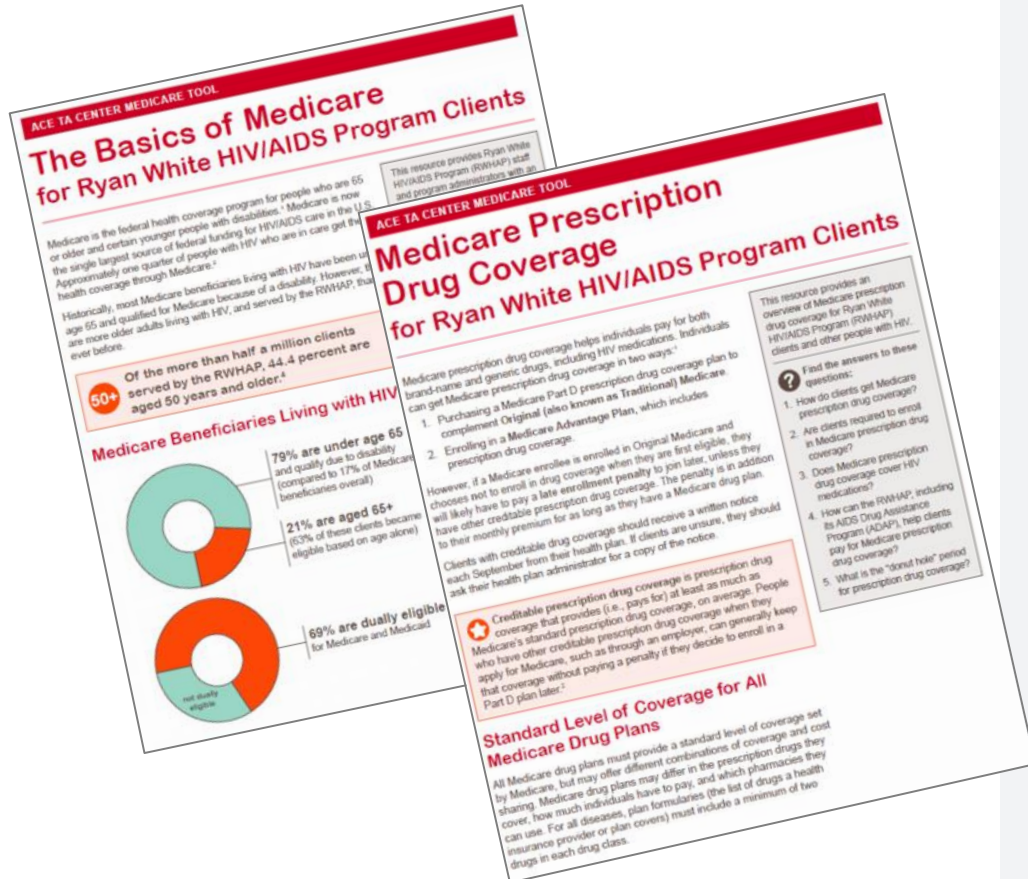 ACE TA CENTER MEDICARE TOOL
The Basics of Medicare
for Ryan White HIV/AIDS Program Clients
Medicare is the federal health coverage program for people who are 65
or older and certain younger people with disabilities.¹ Medicare is now
the single largest source of federal funding for HIV/AIDS care in the U.S.
Approximately one quarter of people with HIV who are in care get their
health coverage through Medicare.²
Historically, most Medicare beneficiaries living with HIV have been
age 65 and qualified for Medicare because of a disability. However,
are more older adults living with HIV, and served by the RWHAP,
ever before.
This resource provides Ryan White
HIV/AIDS Program (RWHAP) staff
and program administrators with an
50+
Of the more than half a million clients
served by the RWHAP, 44.4 percent are
aged 50 years and older.⁴
Medicare Beneficiaries Living with HIV
79% are under age 65
and qualify due to disability
(compared to 17% of Medicare
beneficiaries overall)
21% are aged 65+
(63% of these clients became
eligible based on age alone)
69% are dually eligible
for Medicare and Medicaid
not dually
eligible
ACE TA CENTER MEDICARE TOOL
Medicare Prescription
Drug Coverage
for Ryan White HIV/AIDS Program Clients
Medicare prescription drug coverage helps individuals pay for both
brand-name and generic drugs, including HIV medications. Individuals
can get Medicare prescription drug coverage in two ways:¹
1. Purchasing a Medicare Part D prescription drug coverage plan to
complement Original (also known as Traditional) Medicare.
2. Enrolling in a Medicare Advantage Plan, which includes
prescription drug coverage.
However, if a Medicare enrollee is enrolled in Original Medicare and
chooses not to enroll in drug coverage when they are first eligible, they
will likely have to pay a late enrollment penalty to join later, unless they
have other creditable prescription drug coverage. The penalty is in addition
to their monthly premium for as long as they have a Medicare drug plan.
Clients with creditable drug coverage should receive a written notice
each September from their health plan. If clients are unsure, they should
ask their health plan administrator for a copy of the notice.
Creditable prescription drug coverage is prescription drug
coverage that provides (i.e., pays for) at least as much as
Medicare's standard prescription drug coverage, on average. People
who have other creditable prescription drug coverage when they
apply for Medicare, such as through an employer, can generally keep
that coverage without paying a penalty if they decide to enroll in a
Part D plan later.²
Standard Level of Coverage for All
Medicare Drug Plans
All Medicare drug plans must provide a standard level of coverage set
by Medicare, but may offer different combinations of coverage and cost
sharing. Medicare drug plans may differ in the prescription drugs they
cover, how much individuals have to pay, and which pharmacies they
can use. For all diseases, plan formularies (the list of drugs a health
insurance provider or plan covers) must include a minimum of two
drugs in each drug class.
This resource provides an
overview of Medicare prescription
drug coverage for Ryan White
HIV/AIDS Program (RWHAP)
clients and other people with HIV.
? Find the answers to these
questions:
1. How do clients get Medicare
prescription drug coverage?
2. Are clients required to enroll
in Medicare prescription drug
coverage?
3. Does Medicare prescription
drug coverage cover HIV
medications?
4. How can the RWHAP, including
its AIDS Drug Assistance
Program (ADAP), help clients
pay for Medicare prescription
drug coverage?
5. What is the "donut hole" period
for prescription drug coverage?